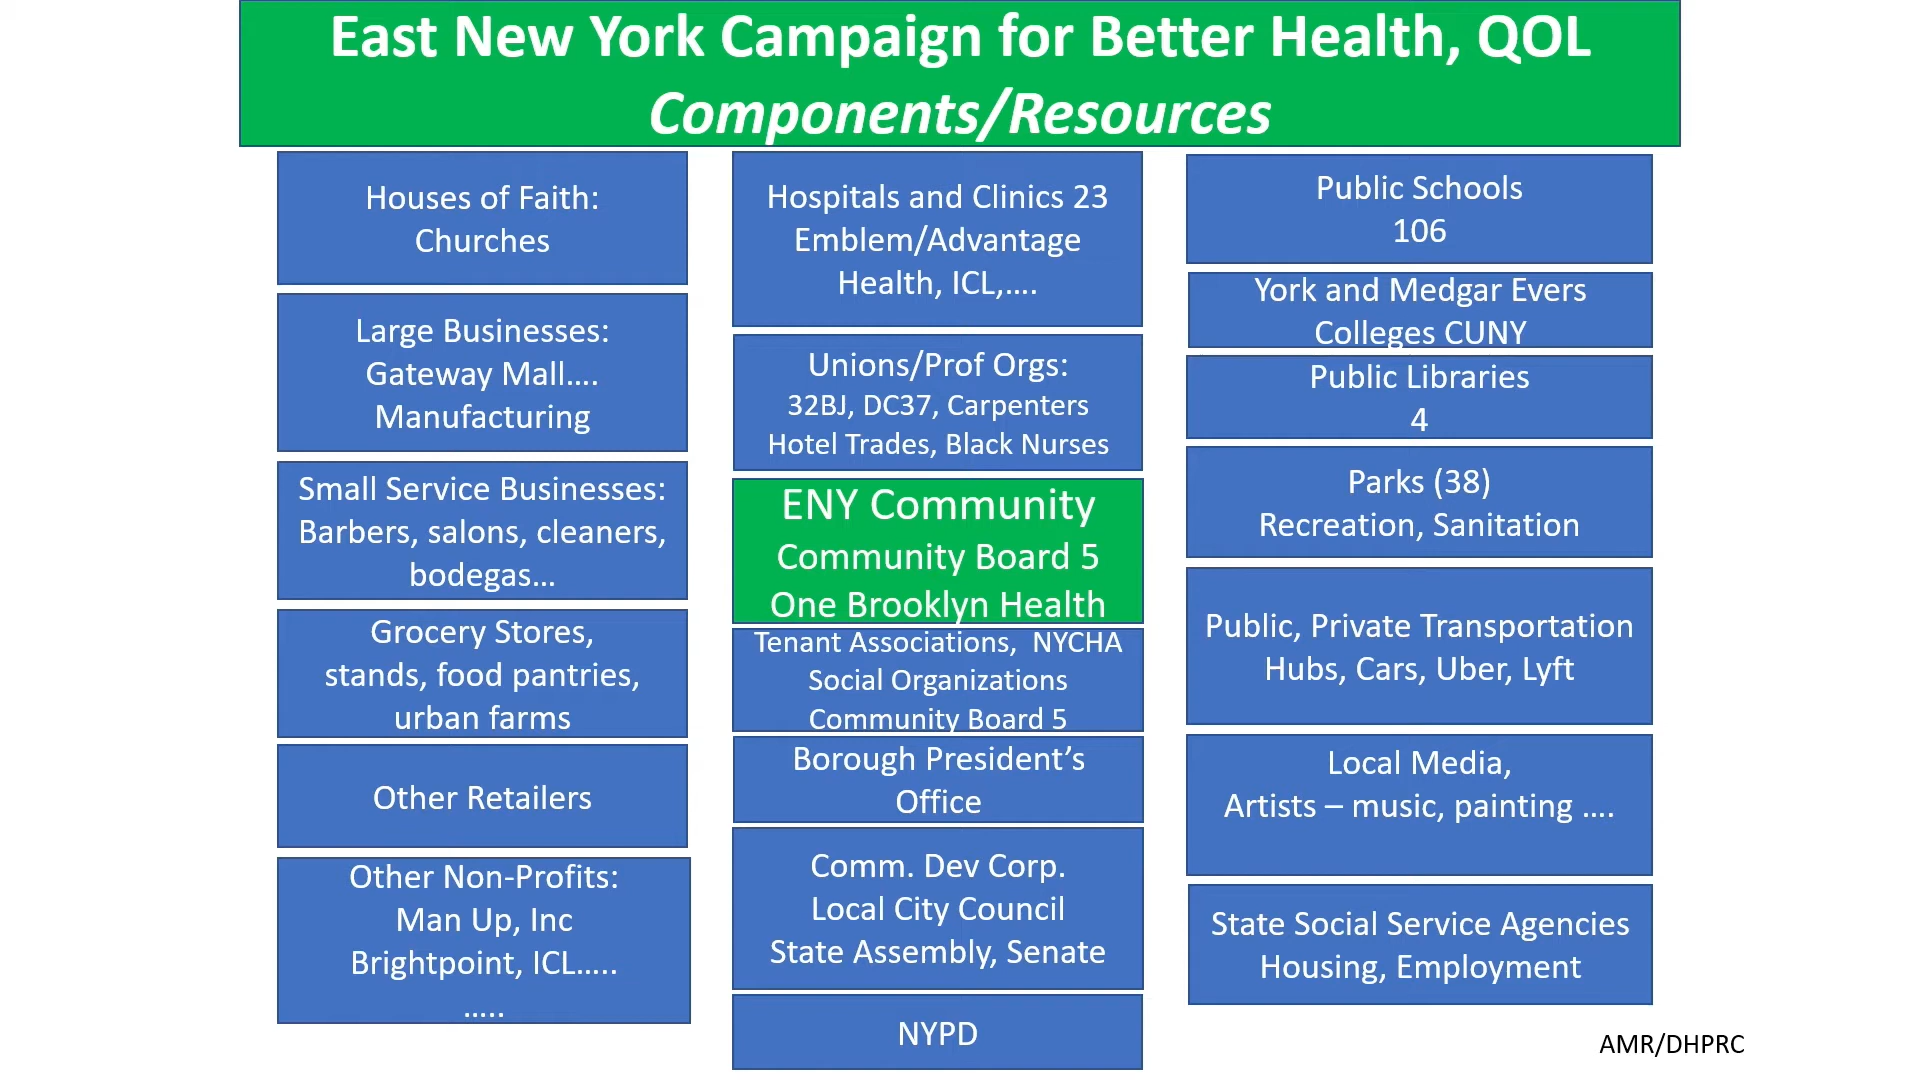 East New York Campaign for Better Health, QOL
Components/Resources
Houses of Faith:
Churches
Large Businesses:
Gateway Mall....
Manufacturing
Small Service Businesses:
Barbers, salons, cleaners,
bodegas...
Grocery Stores,
stands, food pantries,
urban farms
Other Retailers
Other Non-Profits:
Man Up, Inc
Brightpoint, ICL.....
.....
Hospitals and Clinics 23
Emblem/Advantage
Health, ICL,....
Unions/Prof Orgs:
32BJ, DC37, Carpenters
Hotel Trades, Black Nurses
ENY Community
Community Board 5
One Brooklyn Health
Tenant Associations, NYCHA
Social Organizations
Community Board 5
Borough President’s
Office
Comm. Dev Corp.
Local City Council
State Assembly, Senate
NYPD
Public Schools
106
York and Medgar Evers
Colleges CUNY
Public Libraries
4
Parks (38)
Recreation, Sanitation
Public, Private Transportation
Hubs, Cars, Uber, Lyft
Local Media,
Artists – music, painting ....
State Social Service Agencies
Housing, Employment
AMR/DHPRC